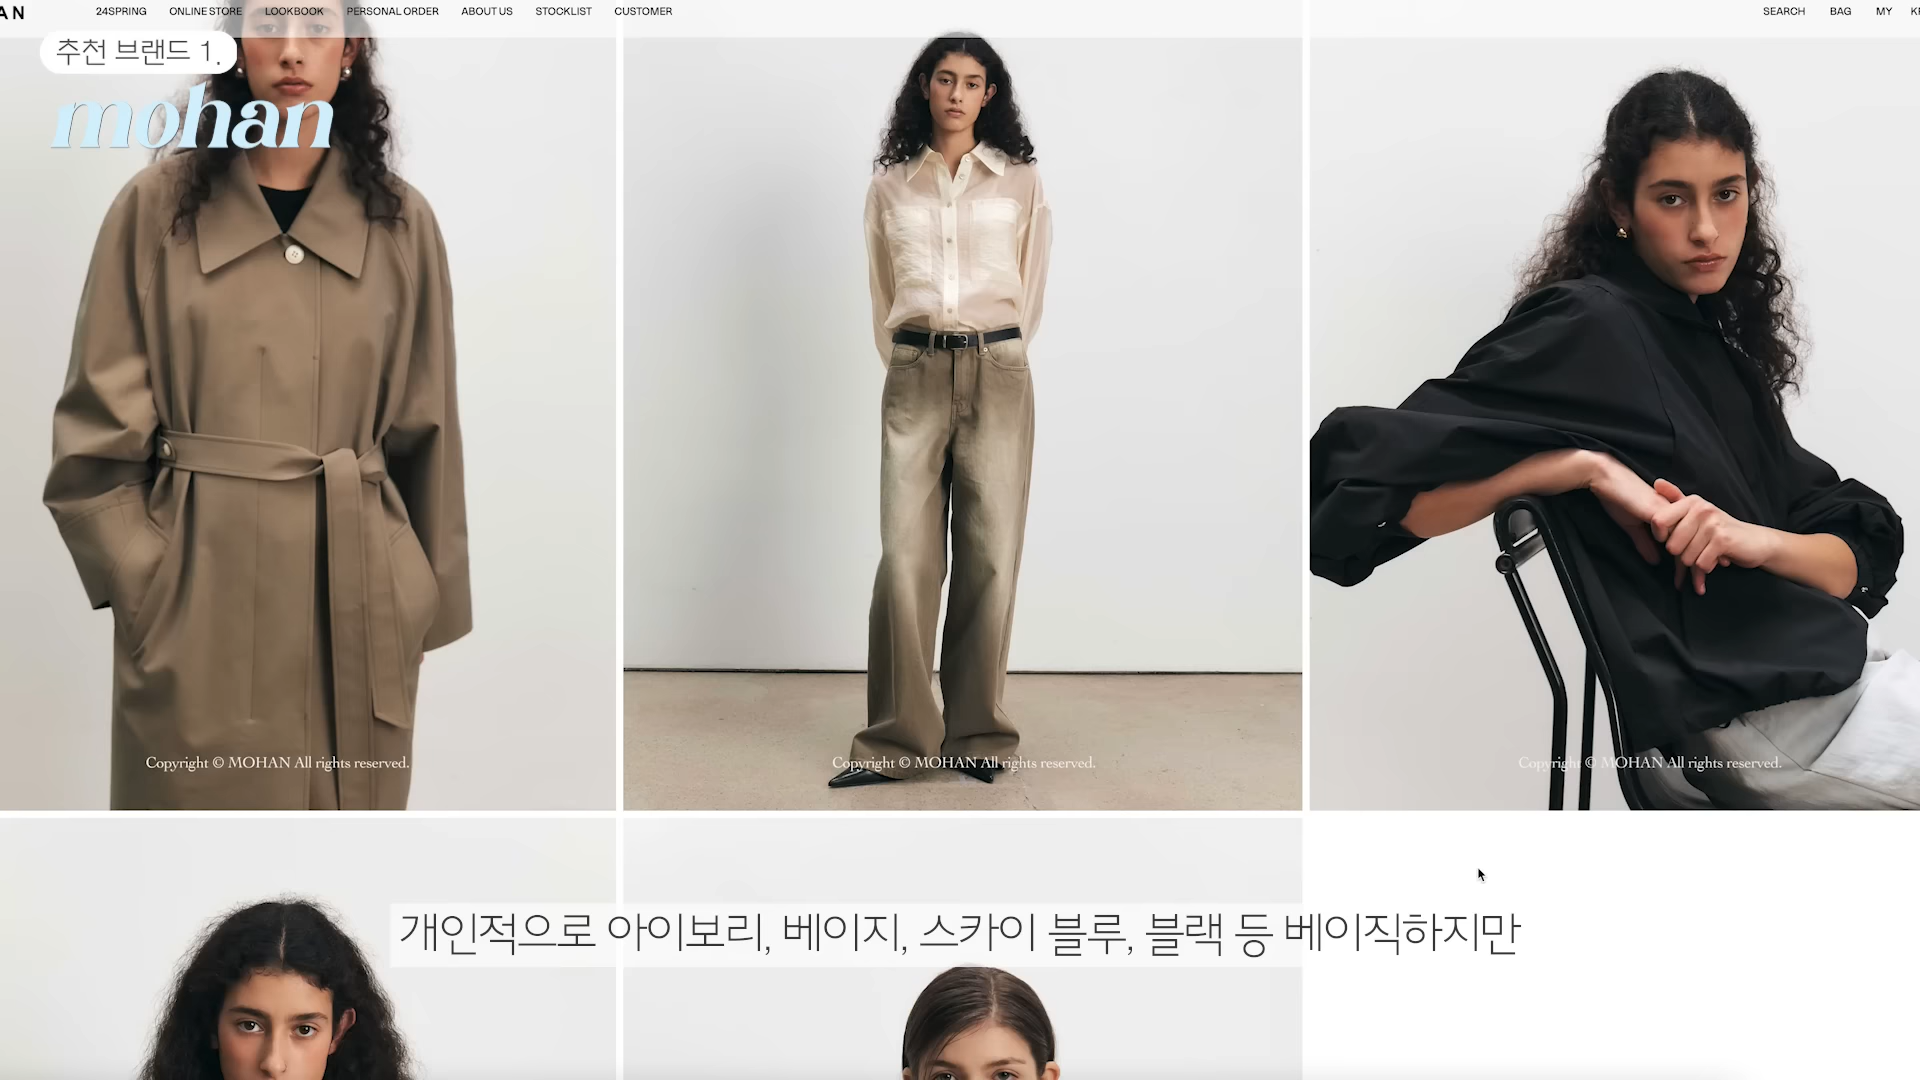 AN 24SPRING ONLINE STORE LOOKBOOK PERSONAL ORDER ABOUT US STOCKLIST CUSTOMER SEARCH BAG MY
추천 브랜드 1.
mohan
Copyright © MOHAN All rights reserved.
Copyright © MOHAN All rights reserved.
Copyright © MOHAN All rights reserved.
개인적으로 아이보리, 베이지, 스카이 블루, 블랙 등 베이직하지만